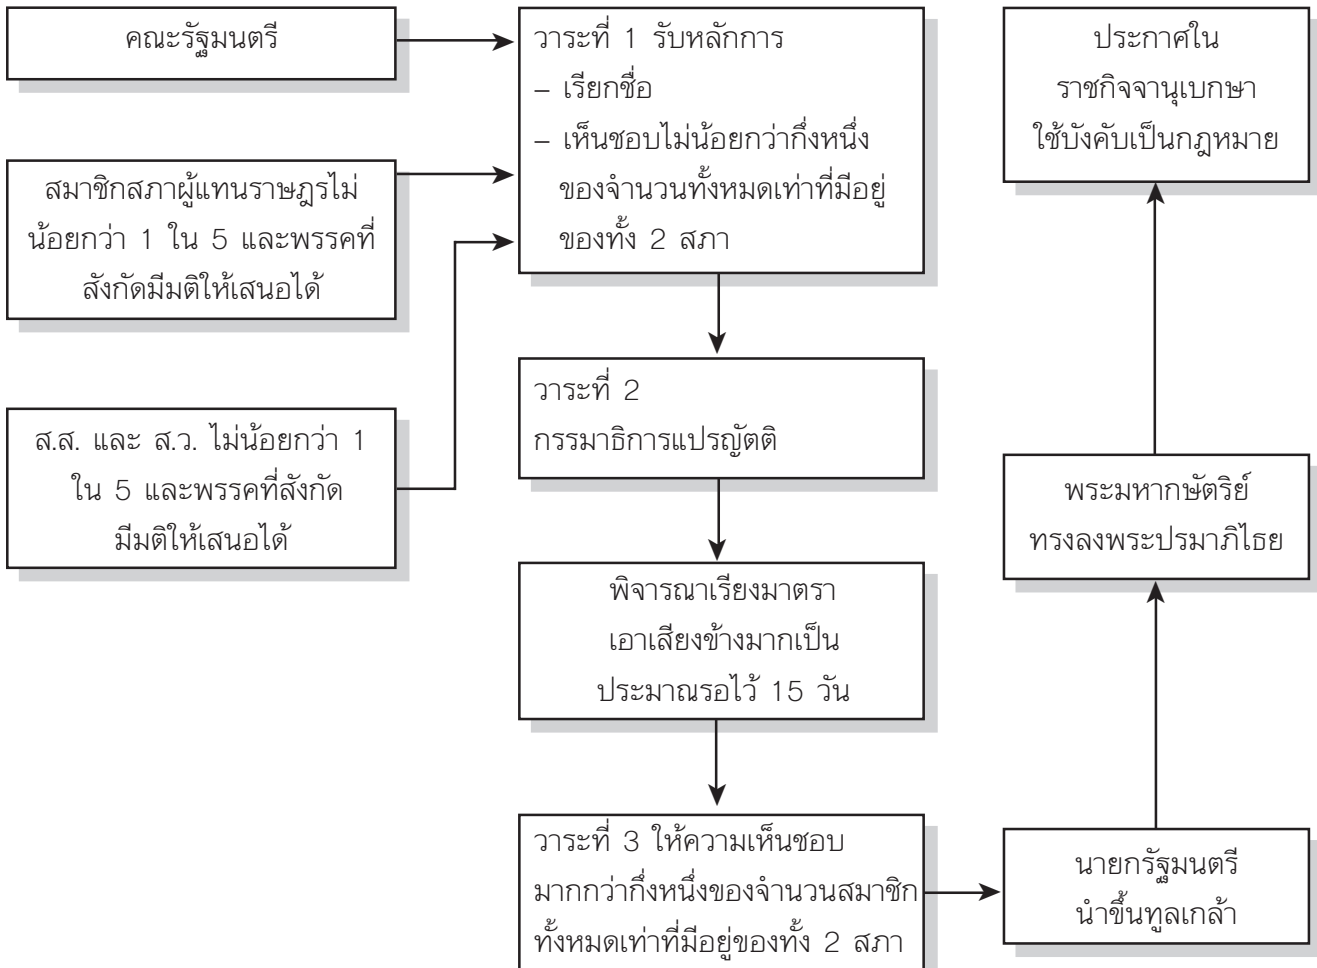 คณะรัฐมนตรี
สมาชิกสภาผู้แทนราษฎรไม่
น้อยกว่า 1 ใน 5 และพรรคที่
สังกัดมีมติให้เสนอได้
ส.ส. และ ส.ว. ไม่น้อยกว่า 1
ใน 5 และพรรคที่สังกัด
มีมติให้เสนอได้
วาระที่ 1 รับหลักการ
– เรียกชื่อ
– เห็นชอบไม่น้อยกว่ากึ่งหนึ่ง
ของจำนวนทั้งหมดเท่าที่มีอยู่
ของทั้ง 2 สภา
วาระที่ 2
กรรมาธิการแปรญัตติ
พิจารณาเรียงมาตรา
เอาเสียงข้างมากเป็น
ประมาณรอไว้ 15 วัน
วาระที่ 3 ให้ความเห็นชอบ
มากกว่ากึ่งหนึ่งของจำนวนสมาชิก
ทั้งหมดเท่าที่มีอยู่ของทั้ง 2 สภา
นายกรัฐมนตรี
นำขึ้นทูลเกล้า
พระมหากษัตริย์
ทรงลงพระปรมาภิไธย
ประกาศใน
ราชกิจจานุเบกษา
ใช้บังคับเป็นกฎหมาย